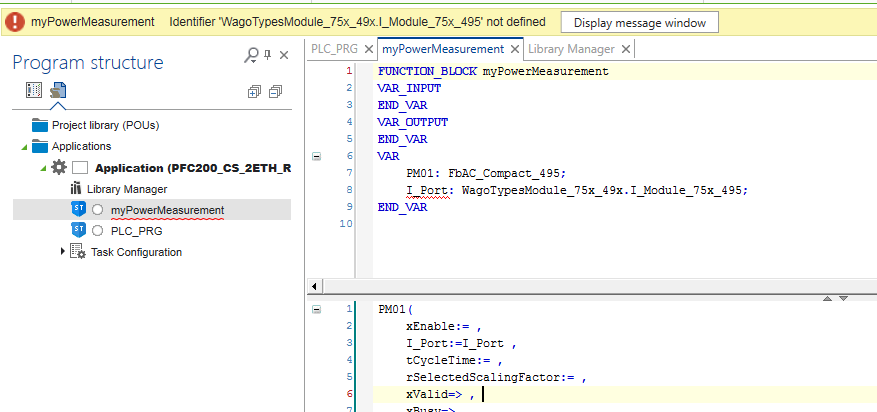 myPowerMeasurement Identifier 'WagoTypesModule_75x_49x.I_Module_75x_495' not defined Display message window
Program structure
Project library (POUs)
Applications
Application (PFC200_CS_2ETH_R
Library Manager
myPowerMeasurement
PLC_PRG
Task Configuration
PLC_PRG myPowerMeasurement Library Manager
1 FUNCTION_BLOCK myPowerMeasurement
2 VAR_INPUT
3 END_VAR
4 VAR_OUTPUT
5 END_VAR
6 VAR
7 PM01: FbAC_Compact_495;
8 I_Port: WagoTypesModule_75x_49x.I_Module_75x_495;
9 END_VAR
10
1 PM01(
2 xEnable:= ,
3 I_Port:=I_Port ,
4 tCycleTime:= ,
5 rSelectedScalingFactor:= ,
6 xValid=> ,
7 xBusy=>